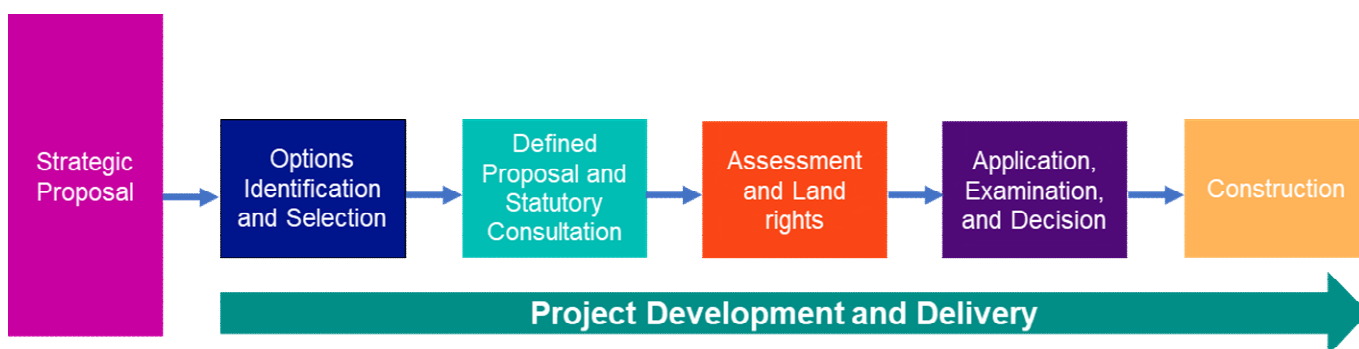 Strategic
Proposal
Options
Identification
and Selection
Defined
Proposal and
Statutory
Consultation
Assessment
and Land
rights
Application,
Examination,
and Decision
Construction
Project Development and Delivery